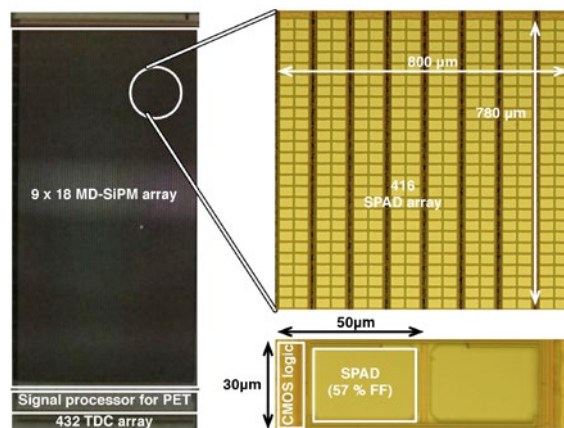 9 x 18 MD-SiPM array
Signal processor for PET
432 TDC array
800 µm
780 µm
416
SPAD array
50µm
30µm
CMOS logic
SPAD
(57 % FF)